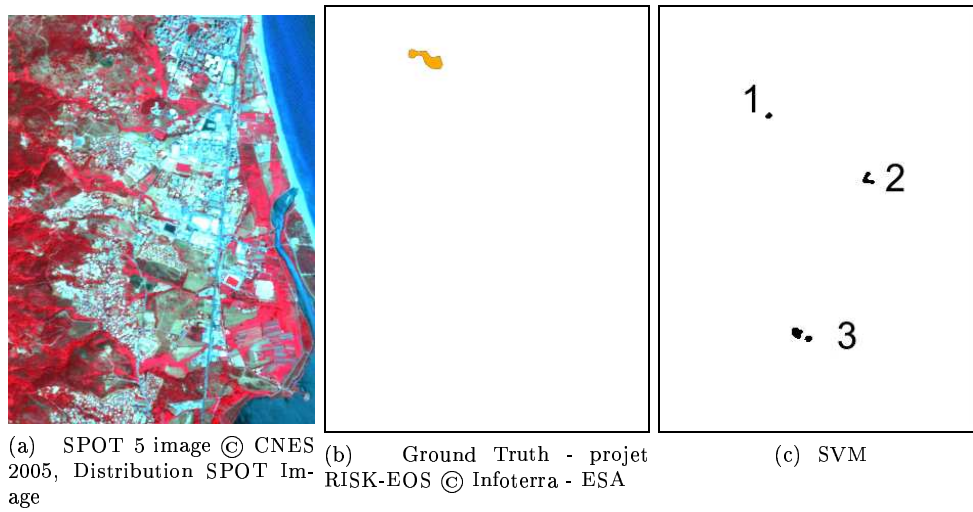 1
2
3
(a) SPOT 5 image © CNES
2005, Distribution SPOT Im-
age
(b) Ground Truth - projet
RISK-EOS © Infoterra - ESA
(c) SVM